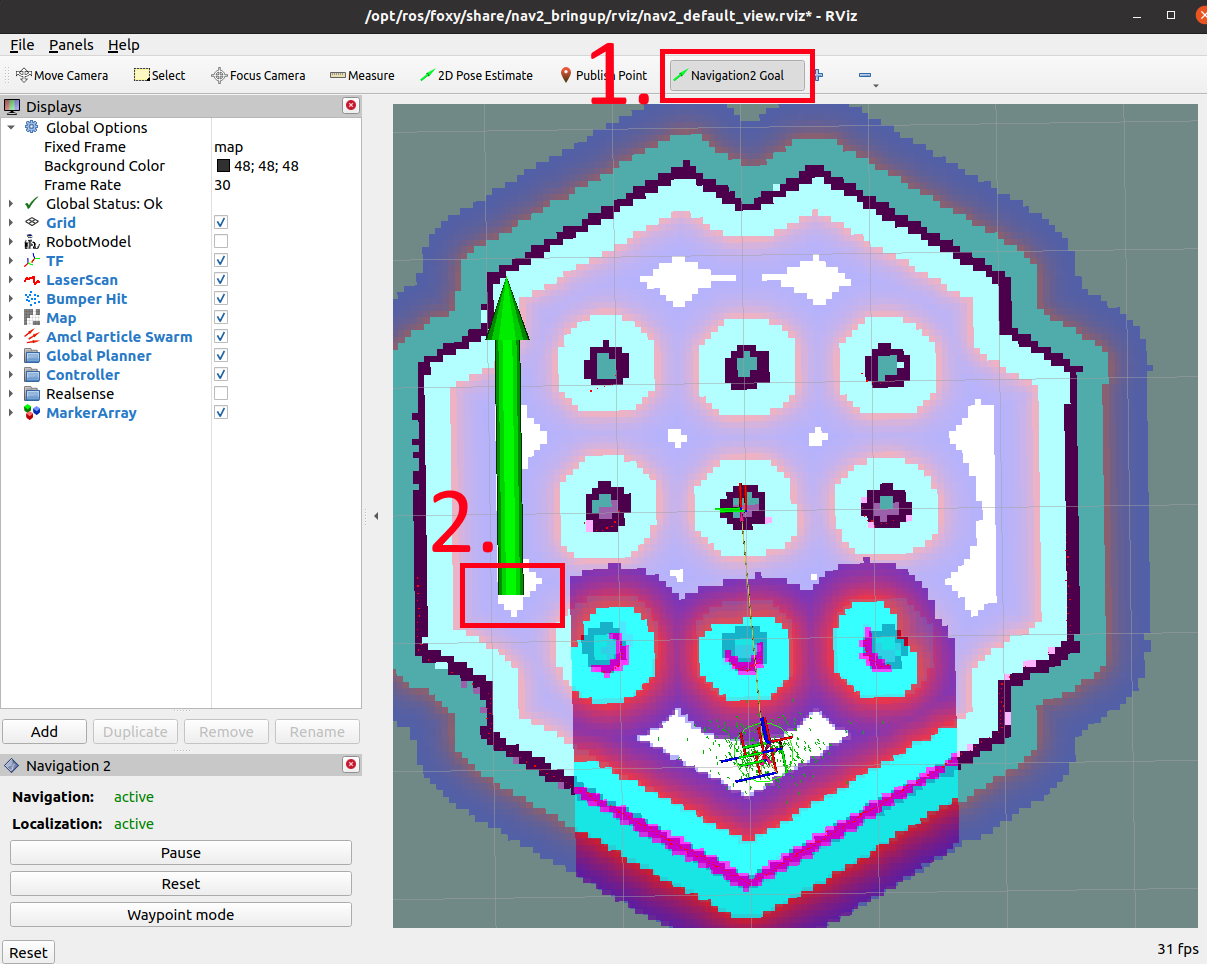 /opt/ros/foxy/share/nav2_bringup/rviz/nav2_default_view.rviz* - RViz
File Panels Help
Move Camera Select Focus Camera Measure 2D Pose Estimate Publish Point Navigation2 Goal
1.
Displays
Global Options
Fixed Frame map
Background Color 48; 48; 48
Frame Rate 30
Global Status: Ok
Grid
RobotModel
TF
LaserScan
Bumper Hit
Map
Amcl Particle Swarm
Global Planner
Controller
Realsense
MarkerArray
2.
Add Duplicate Remove Rename
Navigation 2
Navigation: active
Localization: active
Pause
Reset
Waypoint mode
Reset
31 fps